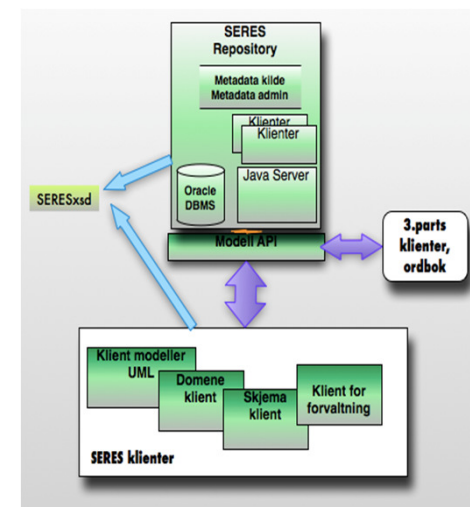 SERES
Repository
Metadata kilde
Metadata admin
Klienter
Klienter
Oracle
DBMS
Java Server
SERESxsd
Modell API
3.parts
klienter,
ordbok
Klient modeller
UML
Domene
klient
Skjema
klient
Klient for
forvaltning
SERES klienter